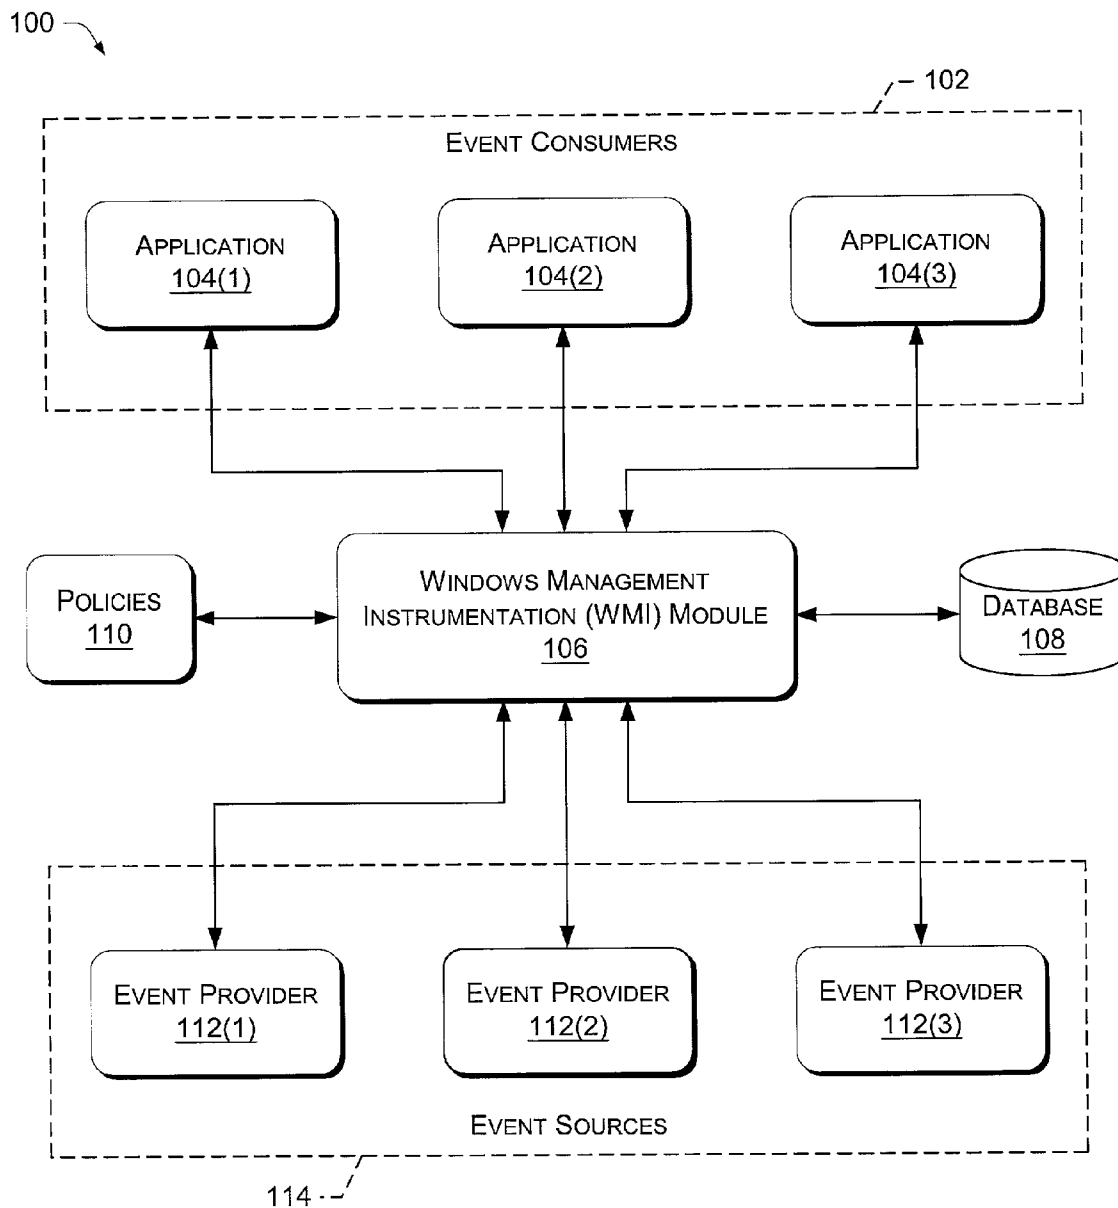 100
102
EVENT CONSUMERS
APPLICATION
104(1)
APPLICATION
104(2)
APPLICATION
104(3)
POLICIES
110
WINDOWS MANAGEMENT
INSTRUMENTATION (WMI) MODULE
106
DATABASE
108
EVENT PROVIDER
112(1)
EVENT PROVIDER
112(2)
EVENT PROVIDER
112(3)
EVENT SOURCES
114